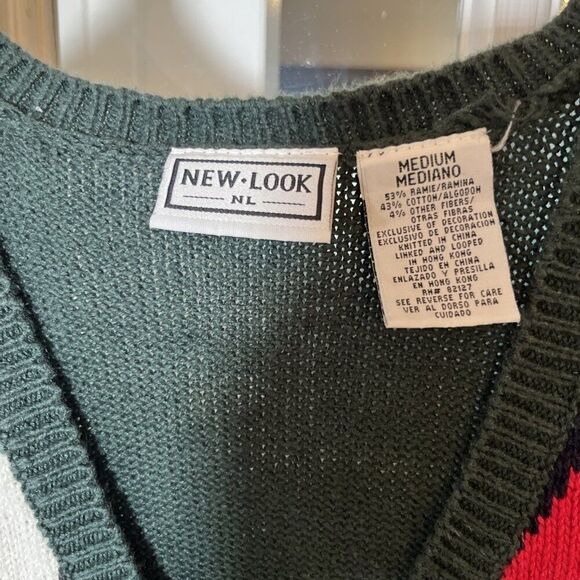 NEW·LOOK
NL
MEDIUM
MEDIANO
53% RAMIE/RAMINA
43% COTTON/ALGODON
4% OTHER FIBERS/
OTRAS FIBRAS
EXCLUSIVE OF DECORATION
EXCLUSIVO DE DECORACION
KNITTED IN CHINA
LINKED AND LOOPED
IN HONG KONG
TEJIDO EN CHINA
ENLAZADO Y PRESILLA
EN HONG KONG
RN# 82127
SEE REVERSE FOR CARE
VER AL DORSO PARA
CUIDADO